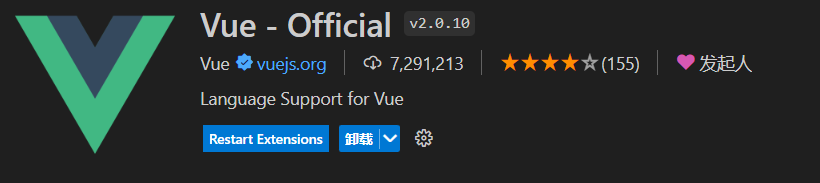 Vue - Official v2.0.10
Vue vuejs.org 7,291,213 (155) 发起人
Language Support for Vue
Restart Extensions 卸载